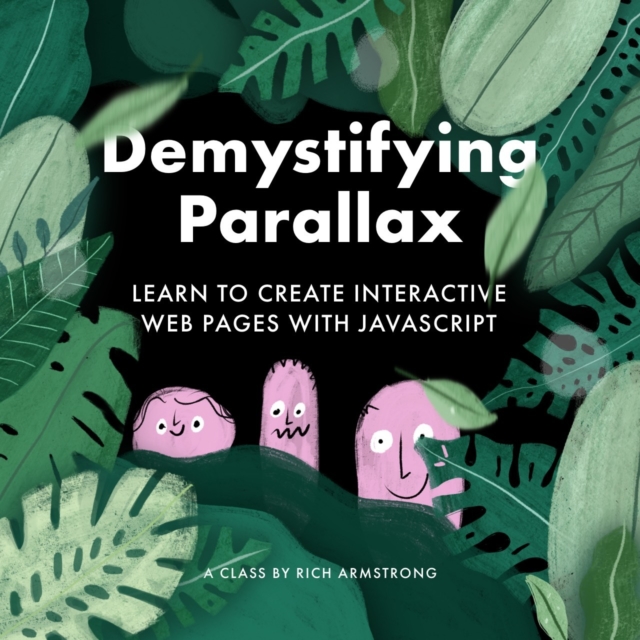 Demystifying
Parallax
LEARN TO CREATE INTERACTIVE
WEB PAGES WITH JAVASCRIPT
A CLASS BY RICH ARMSTRONG